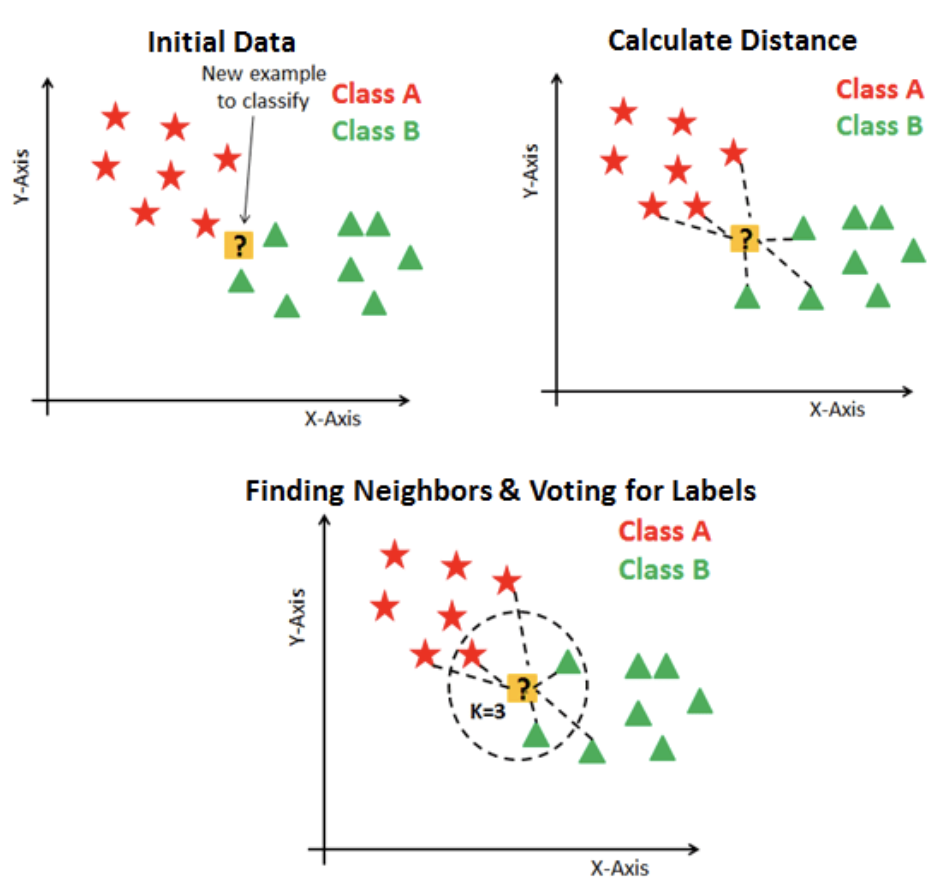 Initial Data
New example
to classify
Class A
Class B
Y-Axis
?
X-Axis
Calculate Distance
Class A
Class B
Y-Axis
?
X-Axis
Finding Neighbors & Voting for Labels
Class A
Class B
Y-Axis
?
K=3
X-Axis